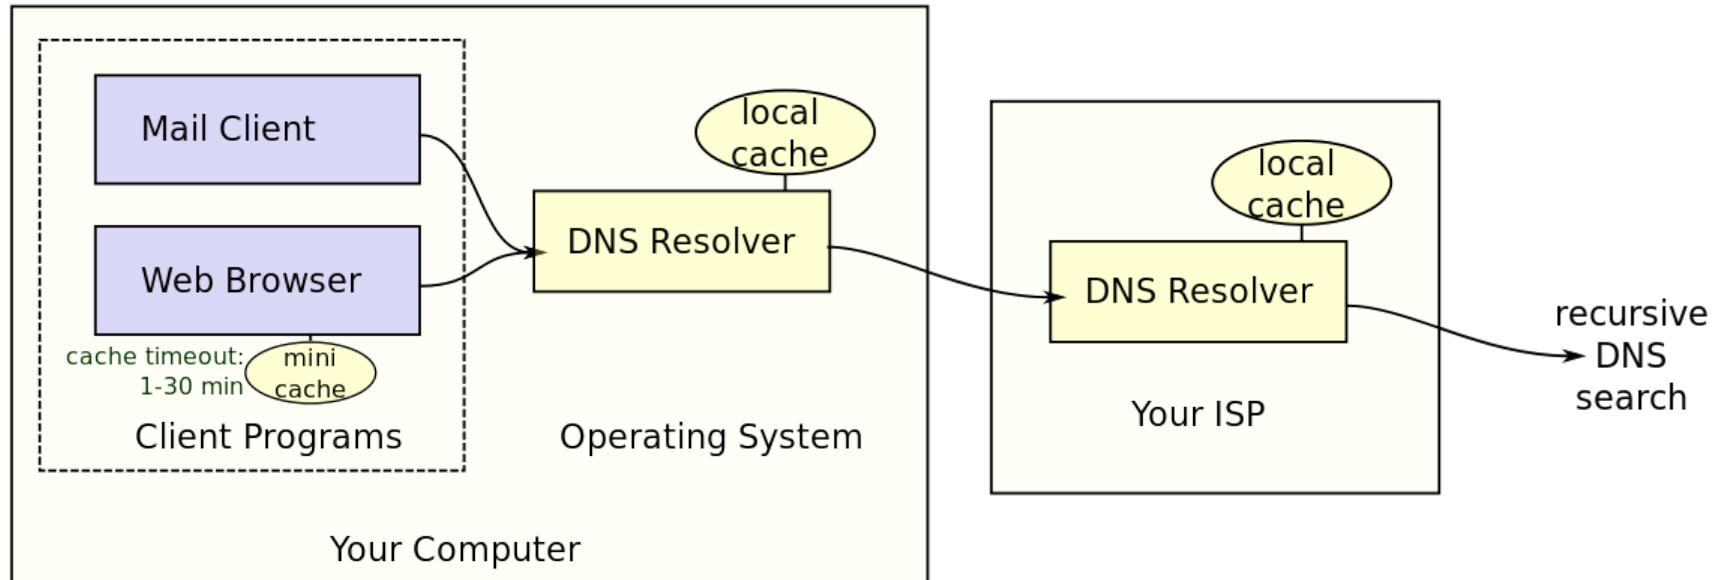 Mail Client
Web Browser
cache timeout:
1-30 min
mini
cache
Client Programs
local
cache
DNS Resolver
Operating System
Your Computer
local
cache
DNS Resolver
Your ISP
recursive
DNS
search